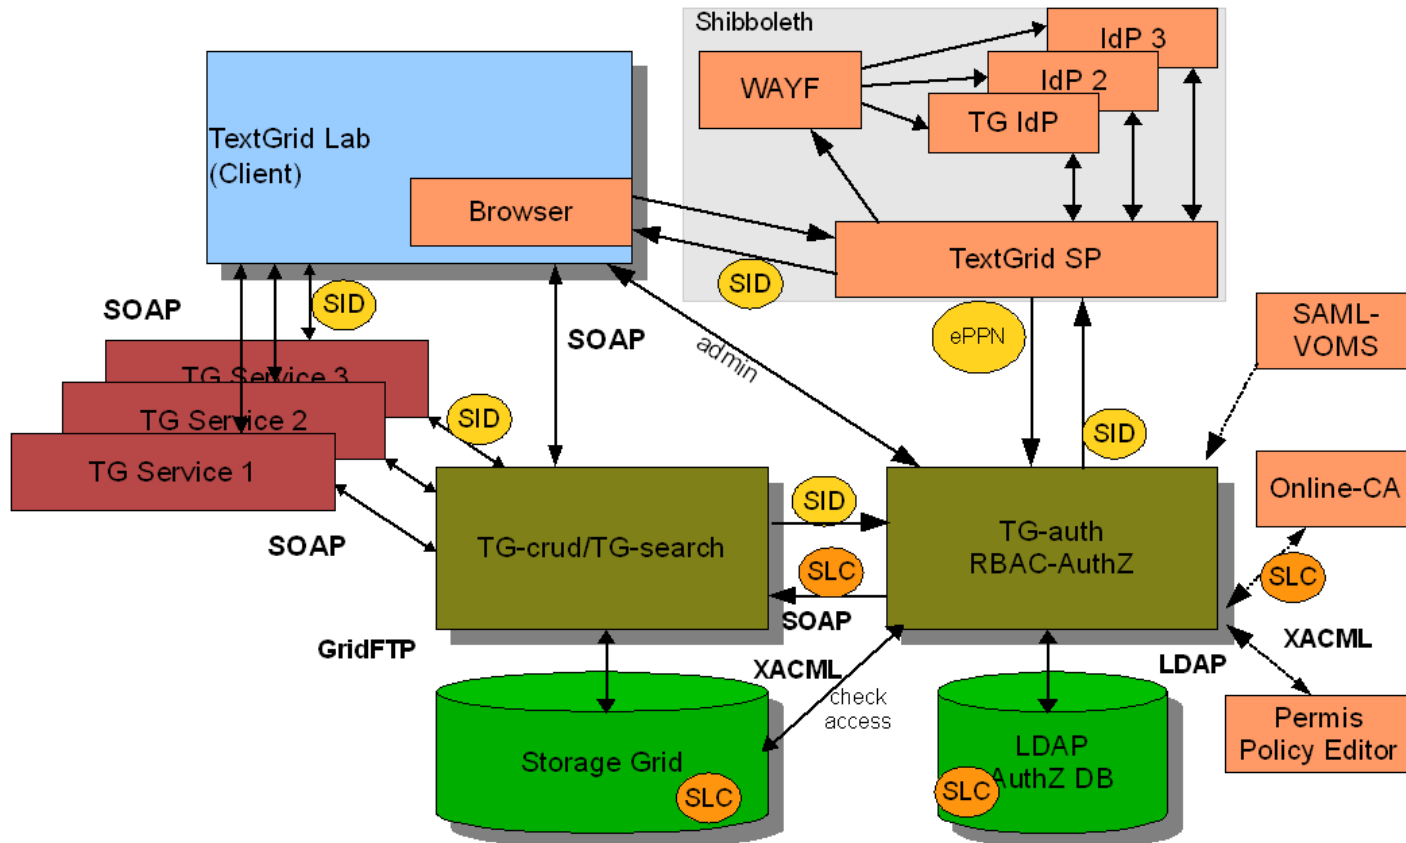 Shibboleth
IdP 3
WAYF
IdP 2
TG IdP
TextGrid Lab
(Client)
Browser
TextGrid SP
SID
SOAP
SID
SOAP
admin
ePPN
SAML-
VOMS
TG Service 3
TG Service 2
TG Service 1
SID
SID
SOAP
TG-crud/TG-search
SID
TG-auth
RBAC-AuthZ
Online-CA
SLC
SLC
SOAP
GridFTP
XACML
LDAP
XACML
check
access
Storage Grid
SLC
LDAP
AuthZ DB
SLC
Permis
Policy Editor